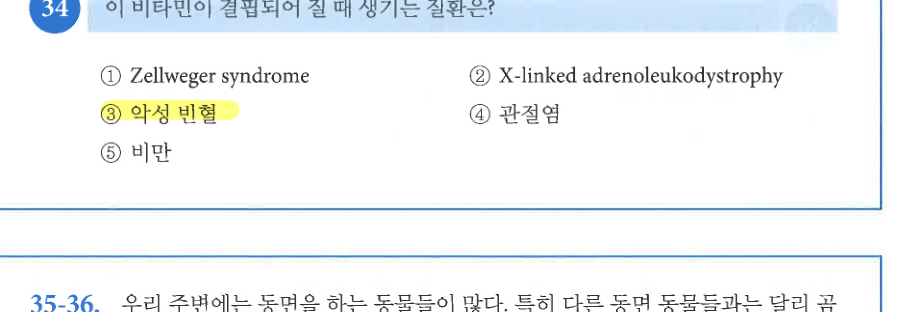 34 이 비타민이 결핍되어 질 때 생기는 질환은?
① Zellweger syndrome ② X-linked adrenoleukodystrophy
③ 악성 빈혈 ④ 관절염
⑤ 비만
35-36. 우리 주변에는 동면을 하는 동물들이 많다. 특히 다른 동면 동물들과는 달리 곰